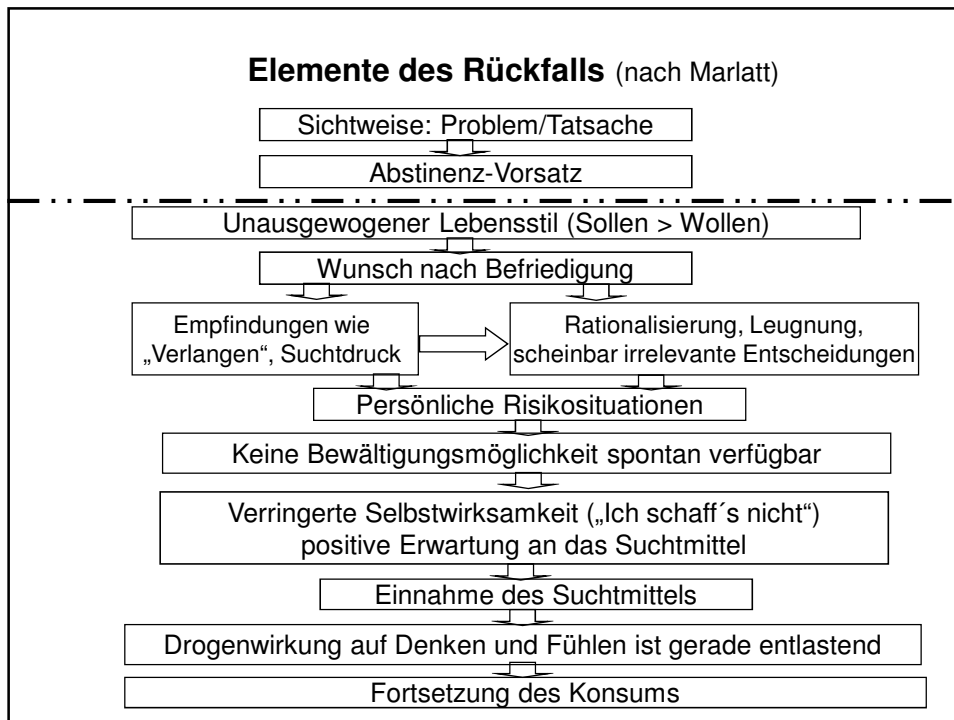 Elemente des Rückfalls (nach Marlatt)
Sichtweise: Problem/Tatsache
Abstinenz-Vorsatz
Unausgewogener Lebensstil (Sollen > Wollen)
Wunsch nach Befriedigung
Empfindungen wie
„Verlangen“, Suchtdruck
Rationalisierung, Leugnung,
scheinbar irrelevante Entscheidungen
Persönliche Risikosituationen
Keine Bewältigungsmöglichkeit spontan verfügbar
Verringerte Selbstwirksamkeit („Ich schaff´s nicht“)
positive Erwartung an das Suchtmittel
Einnahme des Suchtmittels
Drogenwirkung auf Denken und Fühlen ist gerade entlastend
Fortsetzung des Konsums